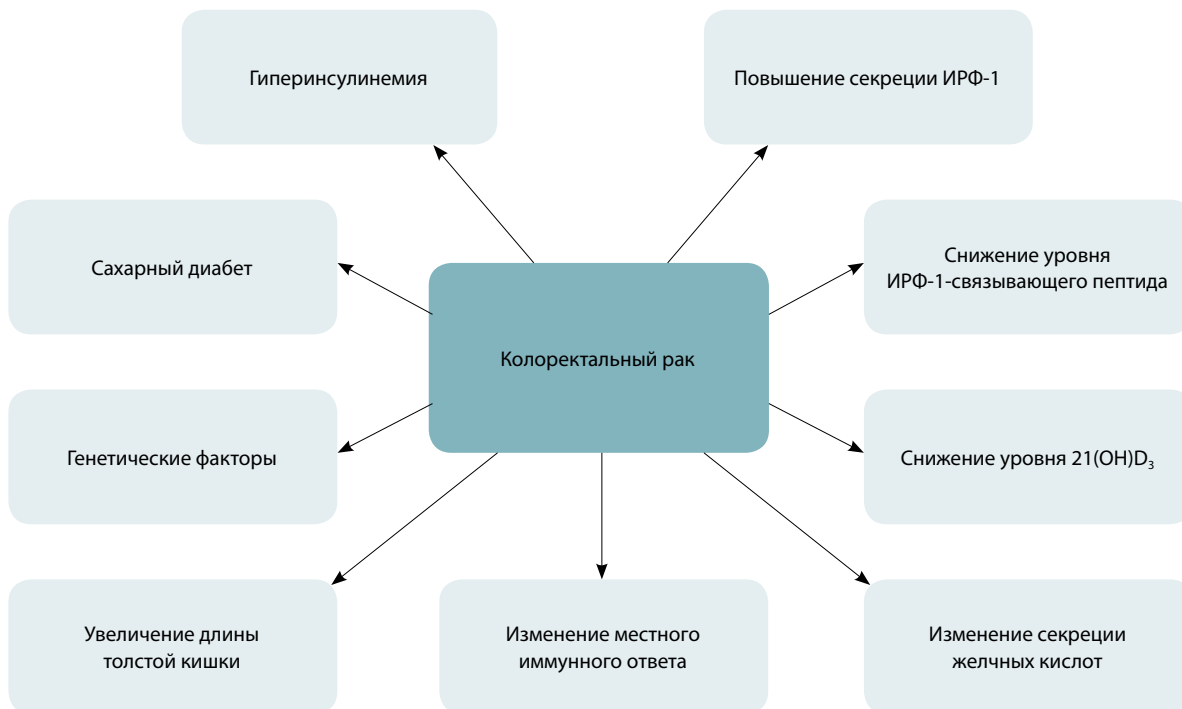 Гиперинсулинемия
Повышение секреции ИРФ-1
Сахарный диабет
Снижение уровня
ИРФ-1-связывающего пептида
Колоректальный рак
Генетические факторы
Снижение уровня 21(OH)D₃
Увеличение длины
толстой кишки
Изменение местного
иммунного ответа
Изменение секреции
желчных кислот